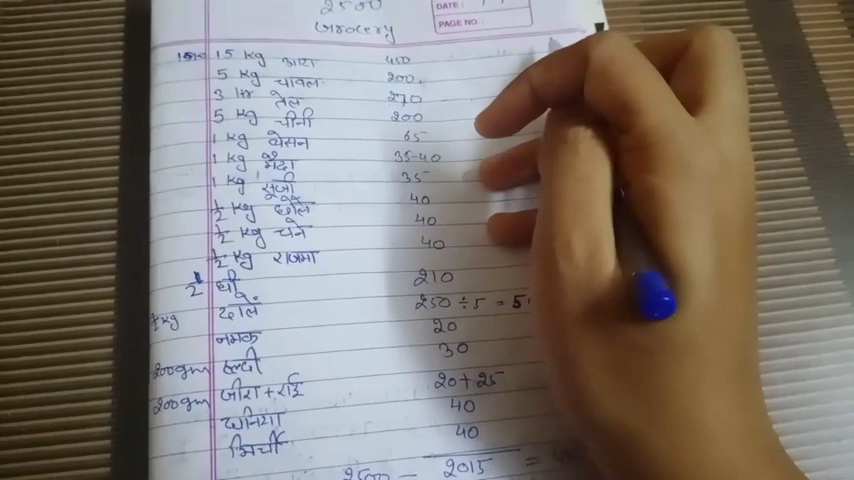 2500
Grocery
DATE:
PAGE NO.:
15 kg आटा 450
5 kg चावल 200
3 ltr तेल 270
5 kg चीनी 200
1 kg बेसन 65
1 kg मैदा 35-40
1 kg सूजी 35
½ kg छोले 40
½ kg चने 40
½ kg राजमा 40
घी 210
½ kg दालें 250÷5 = 5
नमक 20
200gm हल्दी 30
200gm जीरा+राई 20+25
धनिया 40
मिर्ची 40
2500 - 2015 =